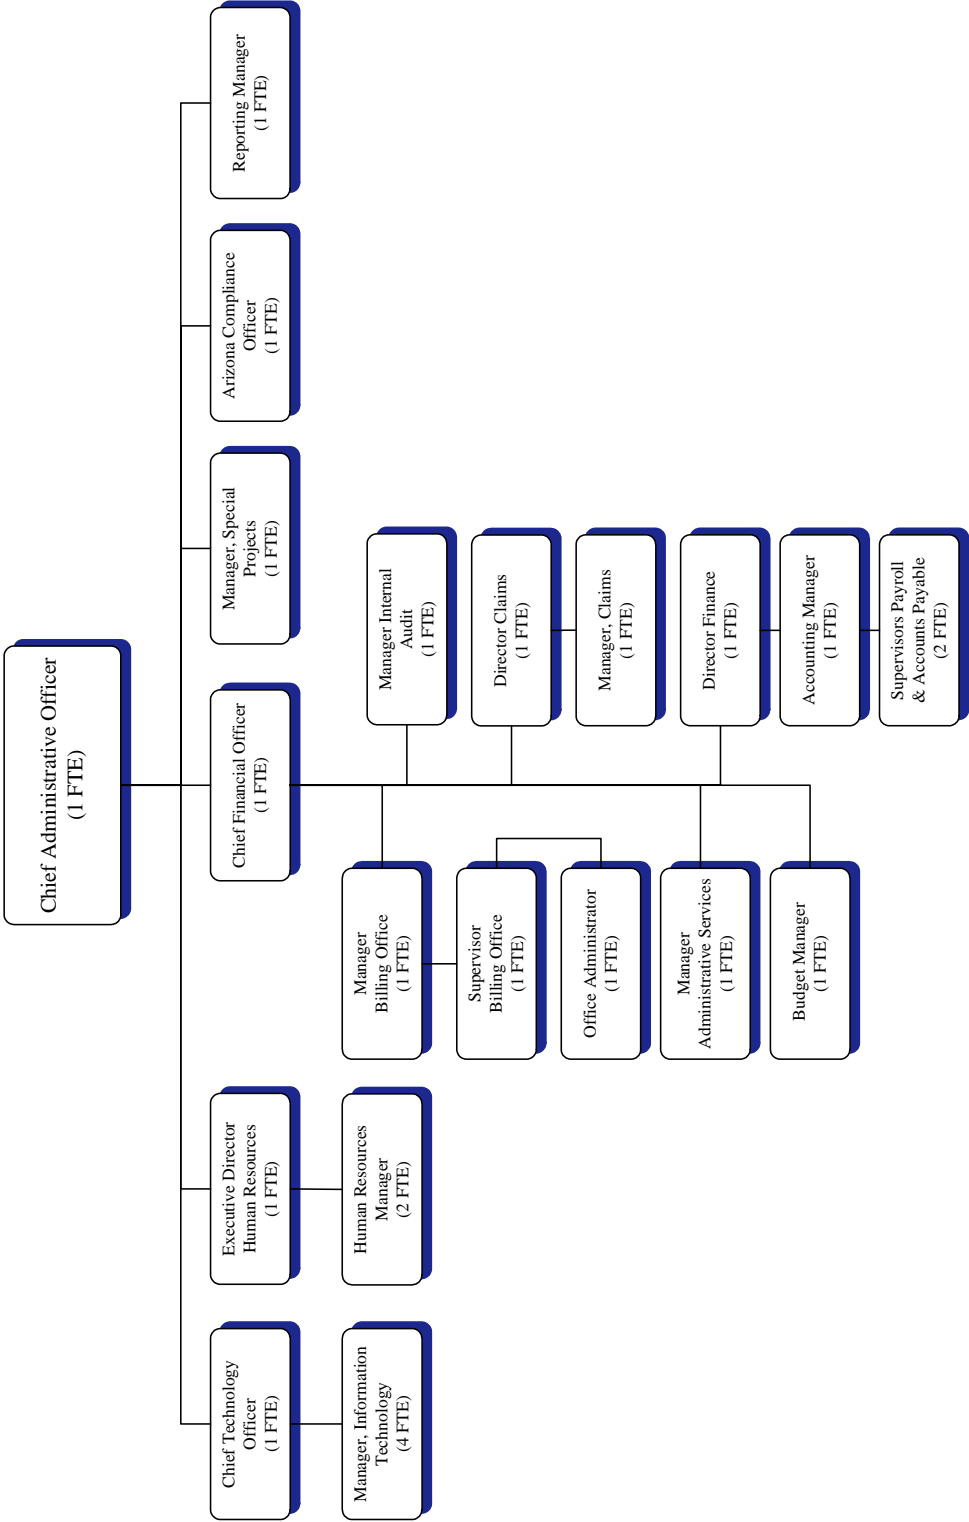 Chief Administrative Officer
(1 FTE)
Chief Technology
Officer
(1 FTE)
Executive Director
Human Resources
(1 FTE)
Chief Financial Officer
(1 FTE)
Manager, Special
Projects
(1 FTE)
Arizona Compliance
Officer
(1 FTE)
Reporting Manager
(1 FTE)
Manager, Information
Technology
(4 FTE)
Human Resources
Manager
(2 FTE)
Manager
Billing Office
(1 FTE)
Supervisor
Billing Office
(1 FTE)
Office Administrator
(1 FTE)
Manager
Administrative Services
(1 FTE)
Budget Manager
(1 FTE)
Manager Internal
Audit
(1 FTE)
Director Claims
(1 FTE)
Manager, Claims
(1 FTE)
Director Finance
(1 FTE)
Accounting Manager
(1 FTE)
Supervisors Payroll
& Accounts Payable
(2 FTE)